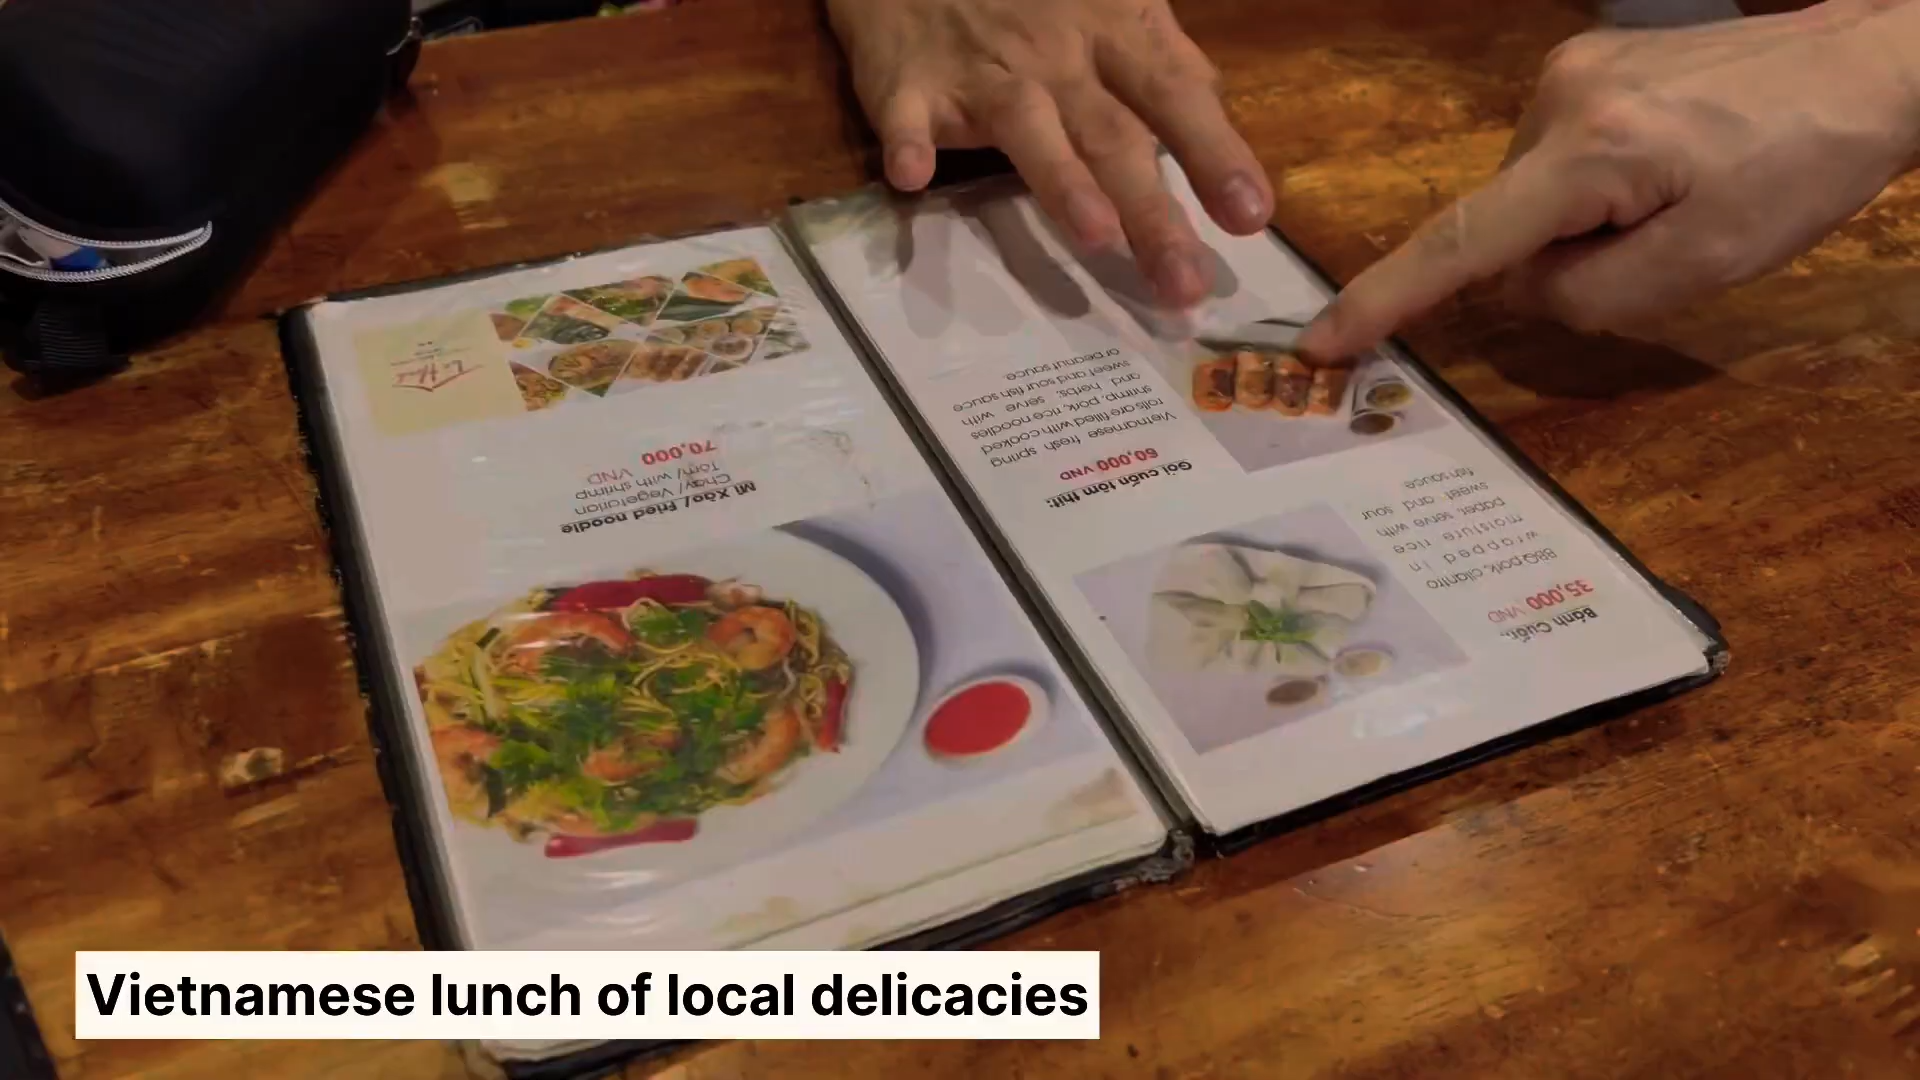 Mì Xào/ Fried noodle
Chay/ Vegetarian
Tôm/ with shrimp
70,000 VND
Gỏi cuốn tôm thịt:
60,000 VND
Vietnamese fresh spring
rolls are filled with cooked
shrimp, pork, rice noodles
and herbs, serve with
sweet and sour fish sauce
or peanut sauce.
Bánh Cuốn:
35,000 VND
BBQ pork, cilantro
wrapped in
moisture rice
paper, serve with
sweet and sour
fish sauce
Vietnamese lunch of local delicacies